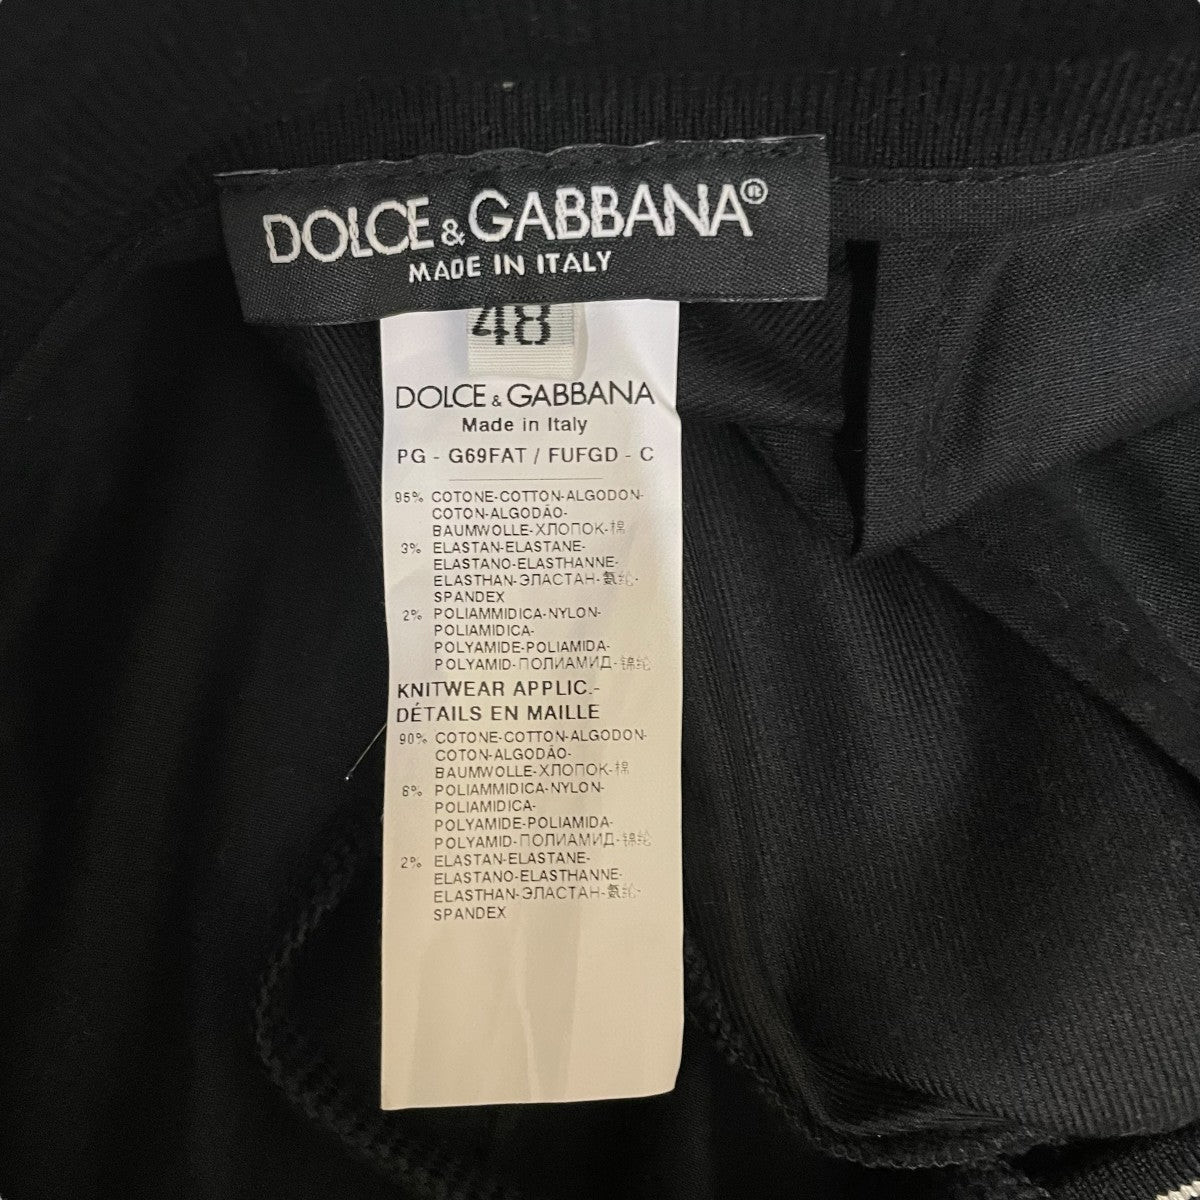 DOLCE & GABBANA®
MADE IN ITALY
48
DOLCE & GABBANA
Made in Italy
PG - G69FAT / FUFGD - C
95% COTONE-COTTON-ALGODON-
COTON-ALGODÃO-
BAUMWOLLE-ХЛОПОК-棉
3% ELASTAN-ELASTANE-
ELASTANO-ELASTHANNE-
ELASTHAN-ЭЛАСТАН-氨纶-
SPANDEX
2% POLIAMMIDICA-NYLON-
POLIAMIDICA-
POLYAMIDE-POLIAMIDA-
POLYAMID-ПОЛИАМИД-锦纶
KNITWEAR APPLIC.-
DÉTAILS EN MAILLE
90% COTONE-COTTON-ALGODON-
COTON-ALGODÃO-
BAUMWOLLE-ХЛОПОК-棉
8% POLIAMMIDICA-NYLON-
POLIAMIDICA-
POLYAMIDE-POLIAMIDA-
POLYAMID-ПОЛИАМИД-锦纶
2% ELASTAN-ELASTANE-
ELASTANO-ELASTHANNE-
ELASTHAN-ЭЛАСТАН-氨纶-
SPANDEX